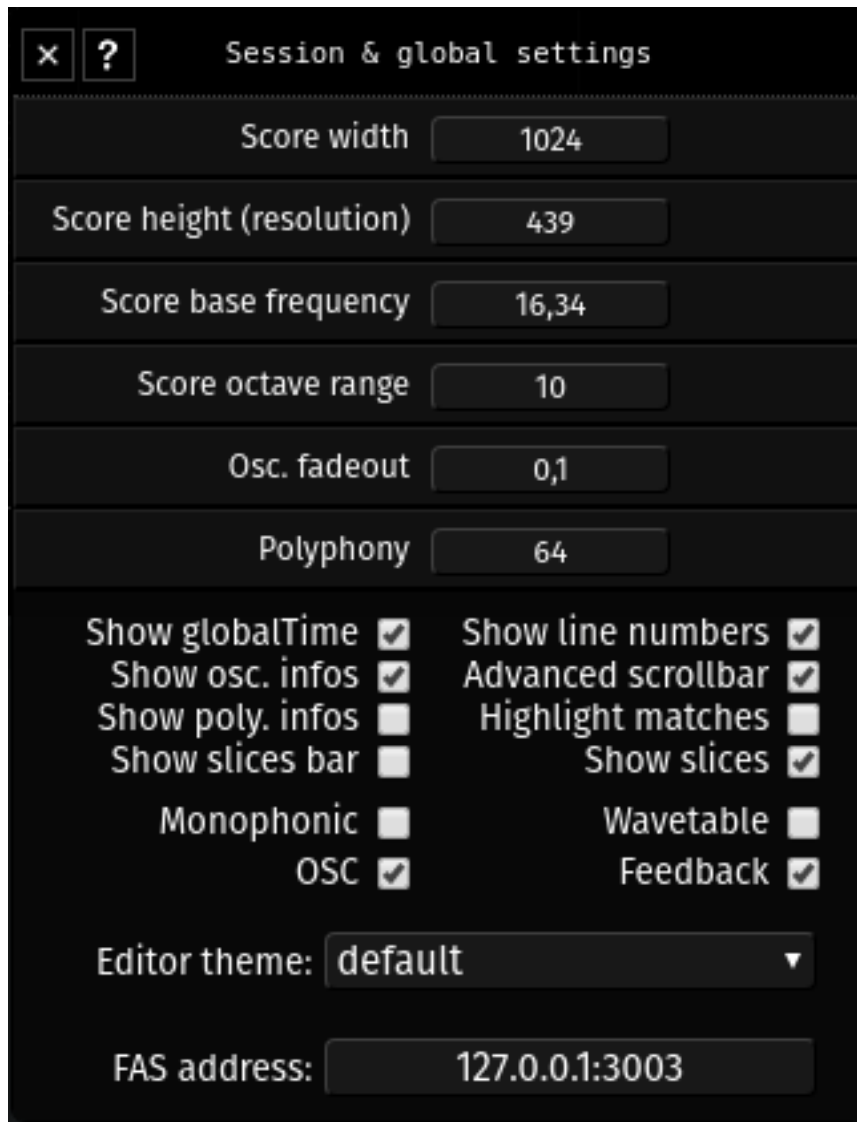 × ? Session & global settings
Score width 1024
Score height (resolution) 439
Score base frequency 16,34
Score octave range 10
Osc. fadeout 0,1
Polyphony 64
Show globalTime Show line numbers
Show osc. infos Advanced scrollbar
Show poly. infos Highlight matches
Show slices bar Show slices
Monophonic Wavetable
OSC Feedback
Editor theme: default
FAS address: 127.0.0.1:3003